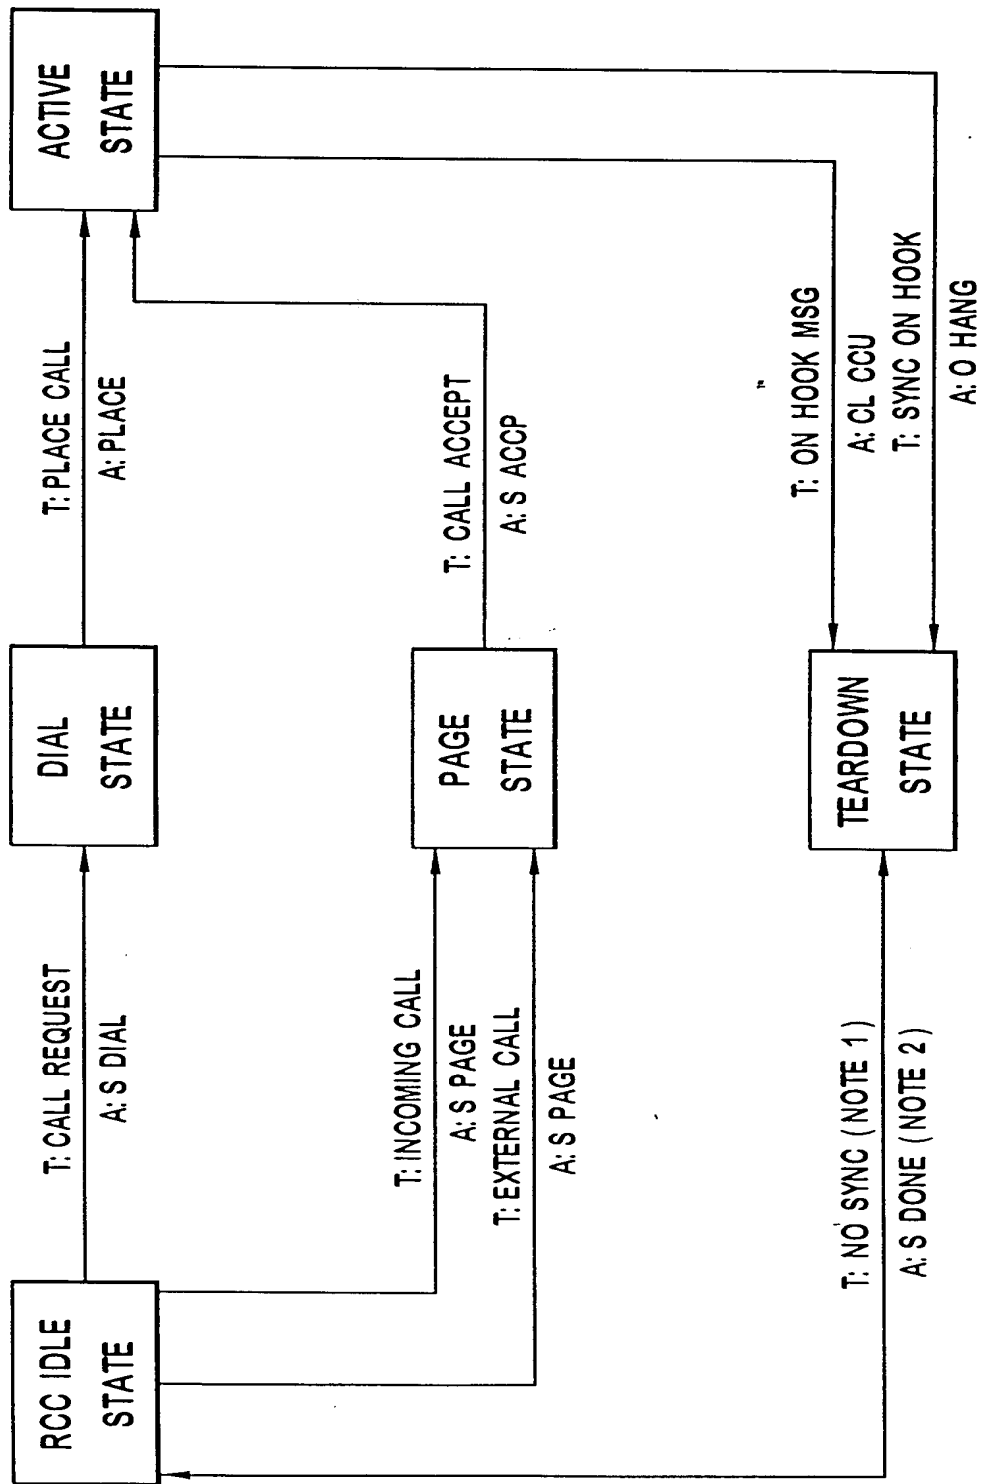 RCC IDLE
STATE
T: CALL REQUEST
A: S DIAL
DIAL
STATE
T: PLACE CALL
A: PLACE
ACTIVE
STATE
T: INCOMING CALL
A: S PAGE
T: EXTERNAL CALL
A: S PAGE
PAGE
STATE
T: CALL ACCEPT
A: S ACCP
T: NO SYNC (NOTE 1)
A: S DONE (NOTE 2)
TEARDOWN
STATE
T: ON HOOK MSG
A: CL CCU
T: SYNC ON HOOK
A: O HANG